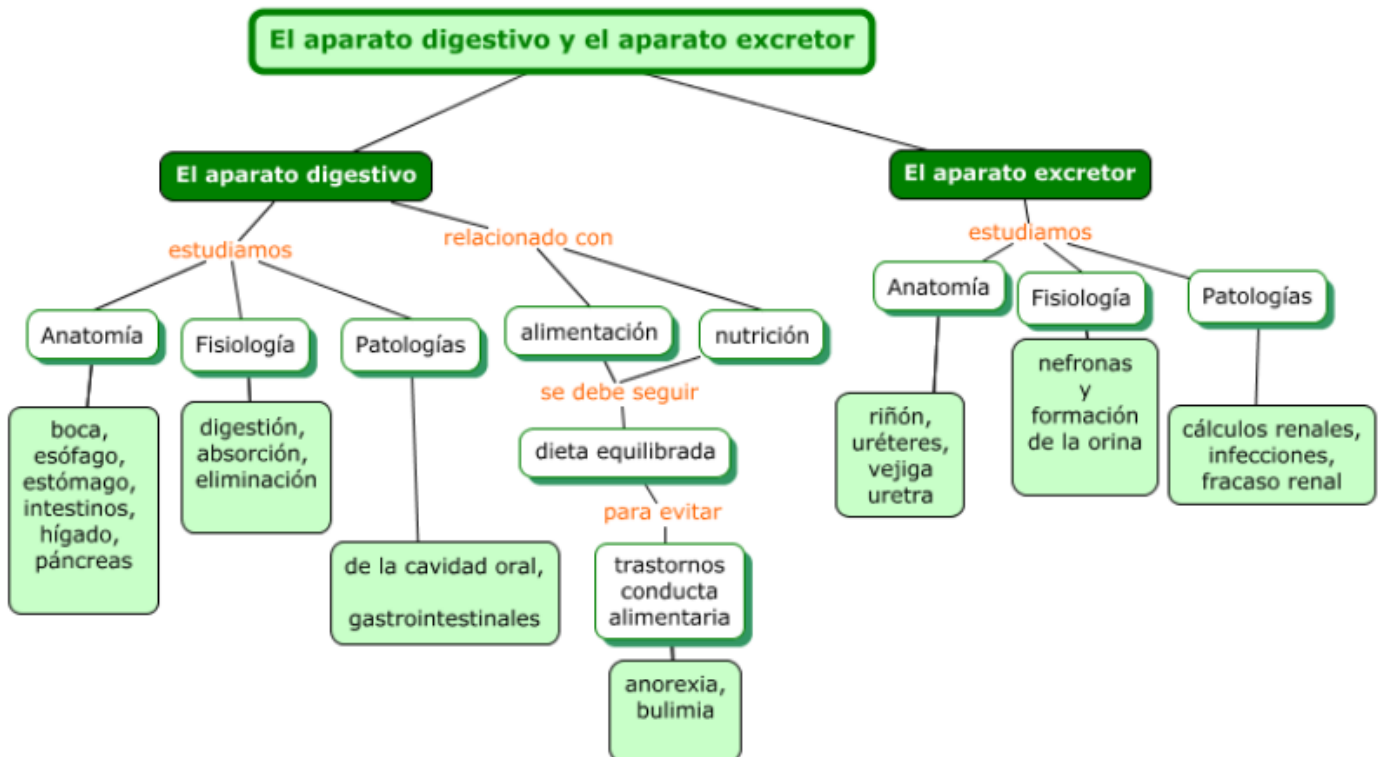 El aparato digestivo y el aparato excretor
El aparato digestivo
estudiamos
Anatomía
boca,
esófago,
estómago,
intestinos,
hígado,
páncreas
Fisiología
digestión,
absorción,
eliminación
Patologías
de la cavidad oral,
gastrointestinales
relacionado con
alimentación
nutrición
se debe seguir
dieta equilibrada
para evitar
trastornos
conducta
alimentaria
anorexia,
bulimia
El aparato excretor
estudiamos
Anatomía
riñón,
uréteres,
vejiga
uretra
Fisiología
nefronas
y
formación
de la orina
Patologías
cálculos renales,
infecciones,
fracaso renal